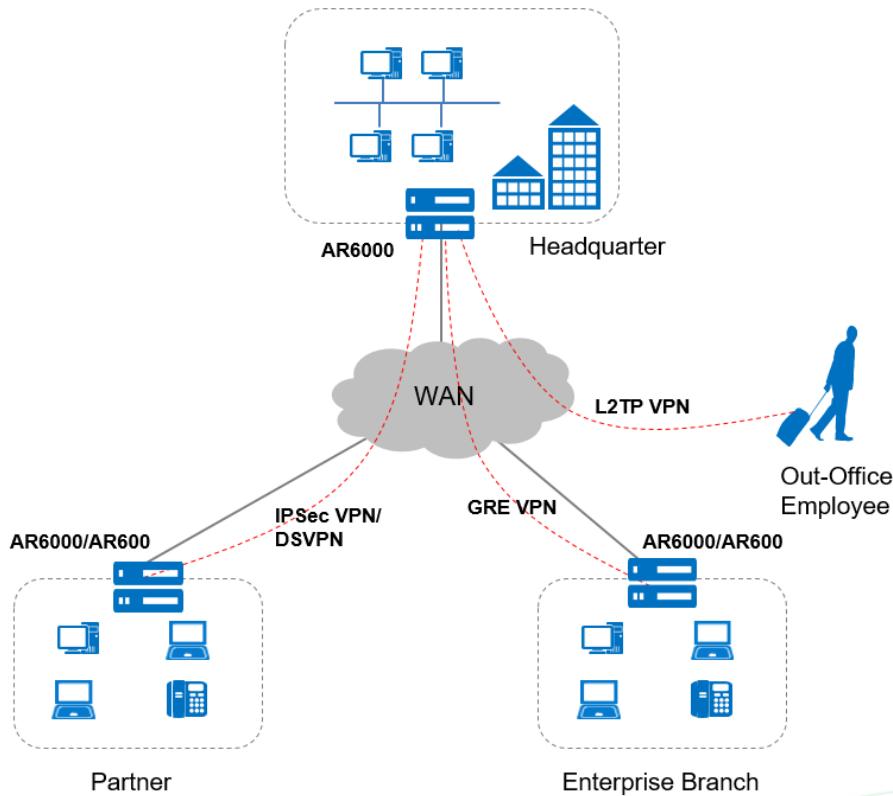 AR6000
Headquarter
WAN
L2TP VPN
Out-Office
Employee
IPSec VPN/
DSVPN
GRE VPN
AR6000/AR600
AR6000/AR600
Partner
Enterprise Branch